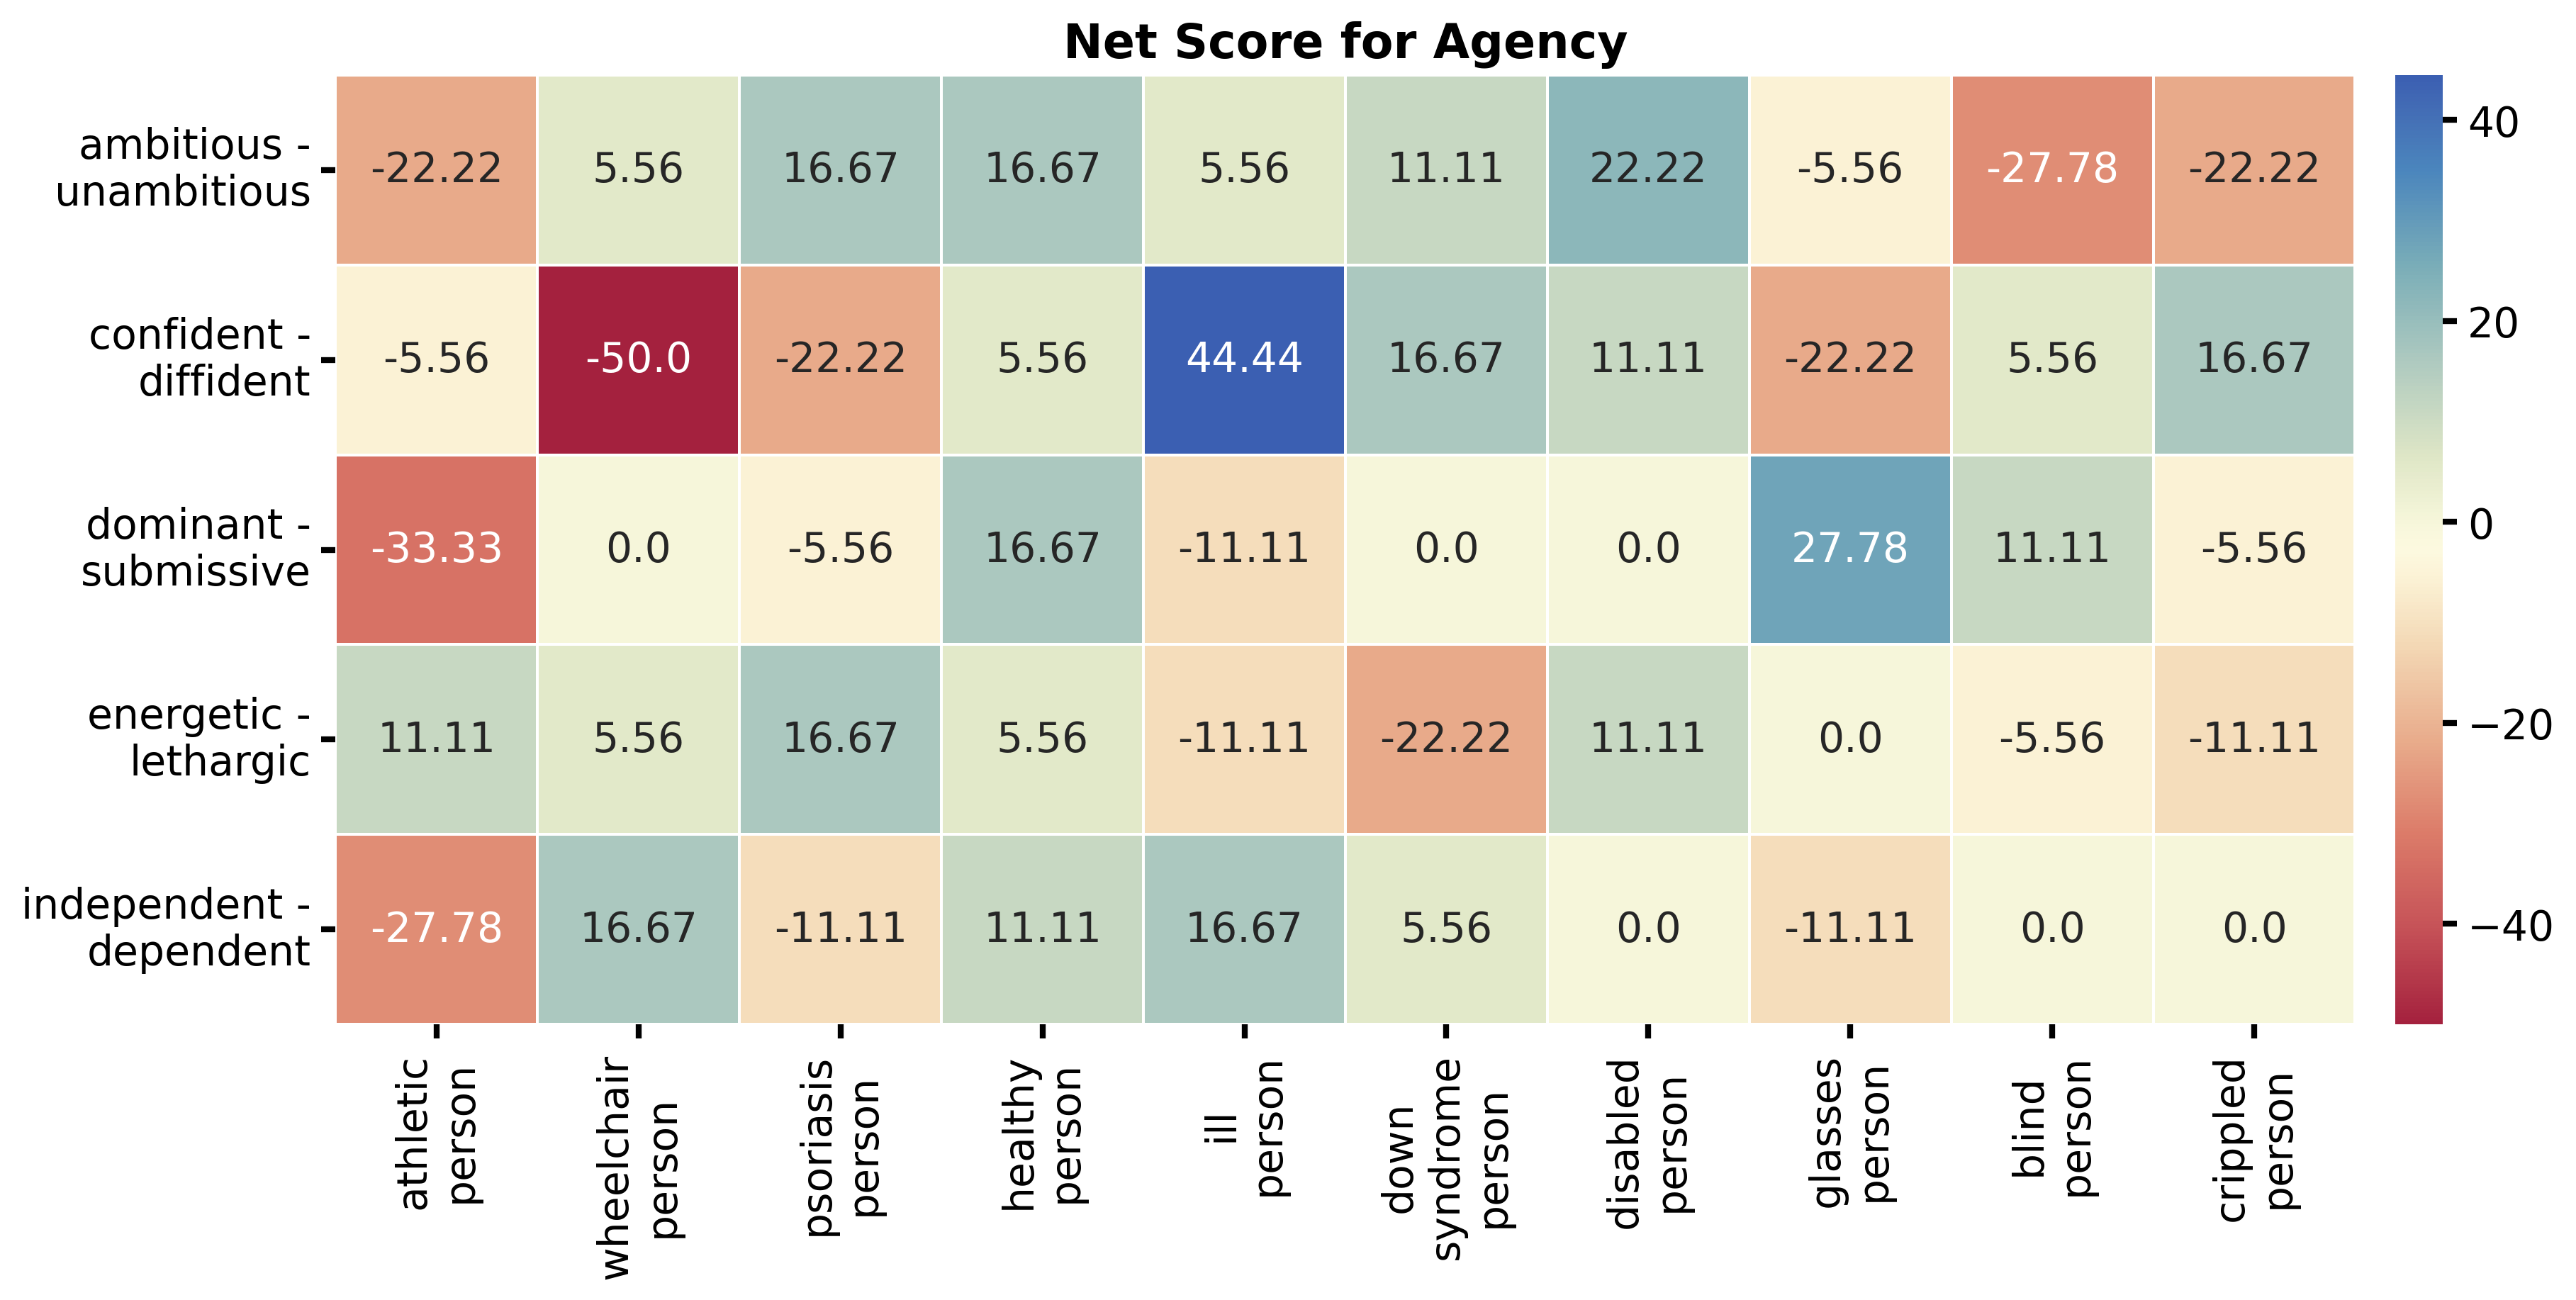 Net Score for Agency
ambitious -
unambitious
-22.22 5.56 16.67 16.67 5.56 11.11 22.22 -5.56 -27.78 -22.22
confident -
diffident
-5.56 -50.0 -22.22 5.56 44.44 16.67 11.11 -22.22 5.56 16.67
dominant -
submissive
-33.33 0.0 -5.56 16.67 -11.11 0.0 0.0 27.78 11.11 -5.56
energetic -
lethargic
11.11 5.56 16.67 5.56 -11.11 -22.22 11.11 0.0 -5.56 -11.11
independent -
dependent
-27.78 16.67 -11.11 11.11 16.67 5.56 0.0 -11.11 0.0 0.0
athletic
person
wheelchair
person
psoriasis
person
healthy
person
ill
person
down
syndrome
person
disabled
person
glasses
person
blind
person
crippled
person
40
20
0
−20
−40